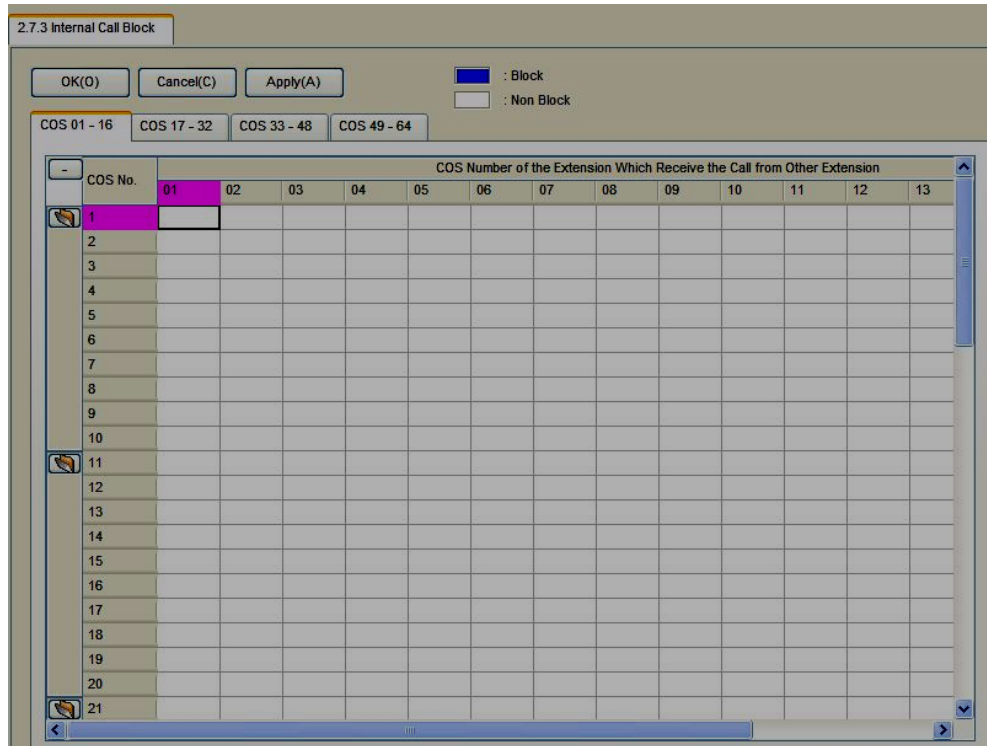 2.7.3 Internal Call Block
OK(O) Cancel(C) Apply(A)
: Block
: Non Block
COS 01 - 16 COS 17 - 32 COS 33 - 48 COS 49 - 64
-
COS No.
COS Number of the Extension Which Receive the Call from Other Extension
01 02 03 04 05 06 07 08 09 10 11 12 13
1
2
3
4
5
6
7
8
9
10
11
12
13
14
15
16
17
18
19
20
21